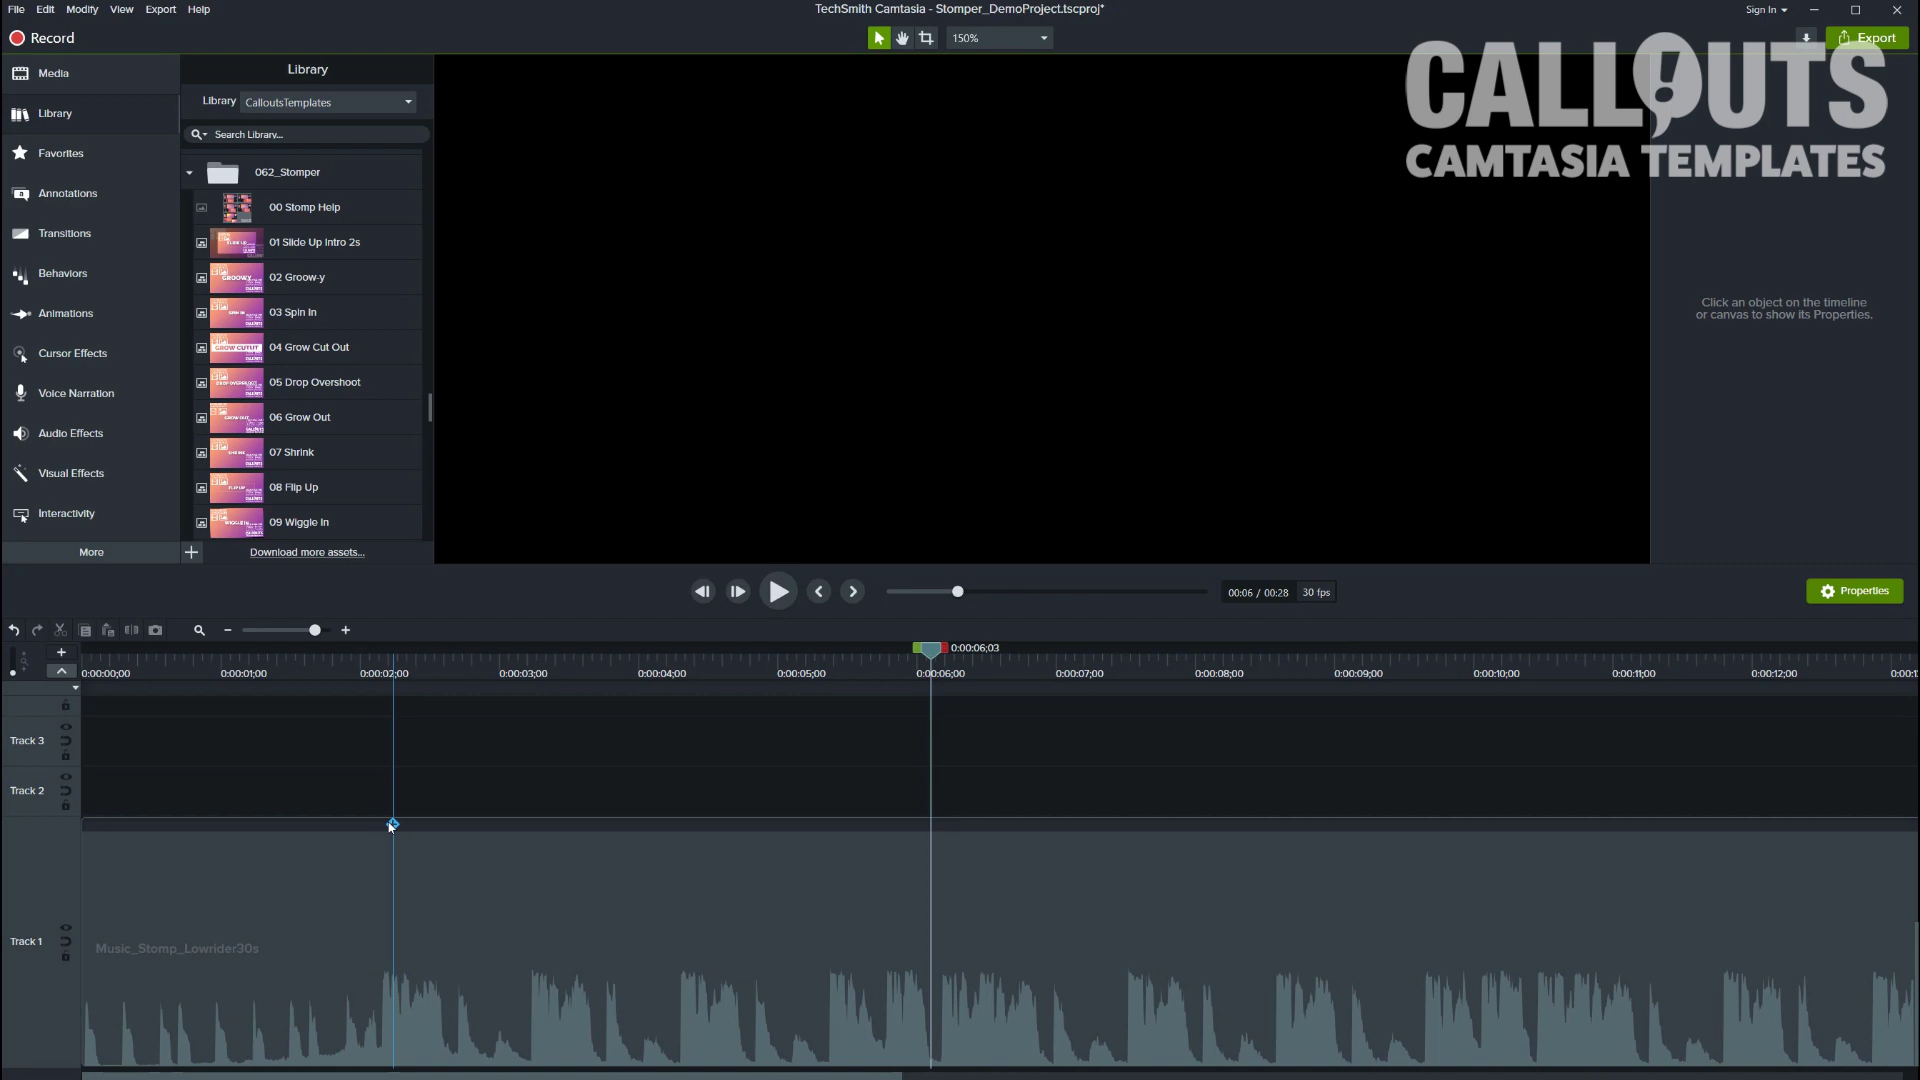 File Edit Modify View Export Help
TechSmith Camtasia - Stomper_DemoProject.tscproj*
Sign In
Record
150%
Export
CALLOUTS
CAMTASIA TEMPLATES
Media
Library
Favorites
Annotations
Transitions
Behaviors
Animations
Cursor Effects
Voice Narration
Audio Effects
Visual Effects
Interactivity
More
Library
Library CalloutsTemplates
Search Library...
062_Stomper
00 Stomp Help
01 Slide Up Intro 2s
02 Groow-y
03 Spin In
04 Grow Cut Out
05 Drop Overshoot
06 Grow Out
07 Shrink
08 Flip Up
09 Wiggle In
Download more assets...
Click an object on the timeline
or canvas to show its Properties.
00:06 / 00:28 30 fps
Properties
0:00:06;03
0:00:00;00 0:00:01;00 0:00:02;00 0:00:03;00 0:00:04;00 0:00:05;00 0:00:06;00 0:00:07;00 0:00:08;00 0:00:09;00 0:00:10;00 0:00:11;00 0:00:12;00
Track 3
Track 2
Track 1
Music_Stomp_Lowrider30s